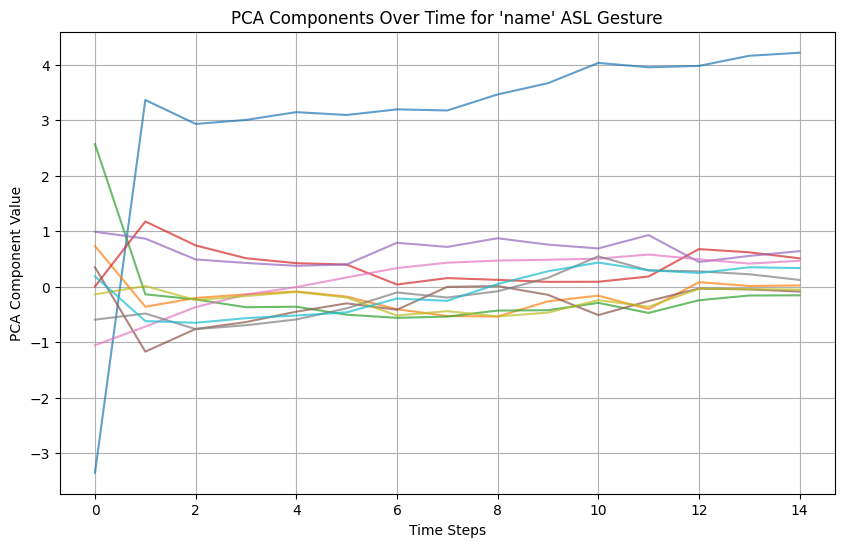 PCA Components Over Time for 'name' ASL Gesture
4
3
2
1
0
−1
−2
−3
PCA Component Value
0 2 4 6 8 10 12 14
Time Steps